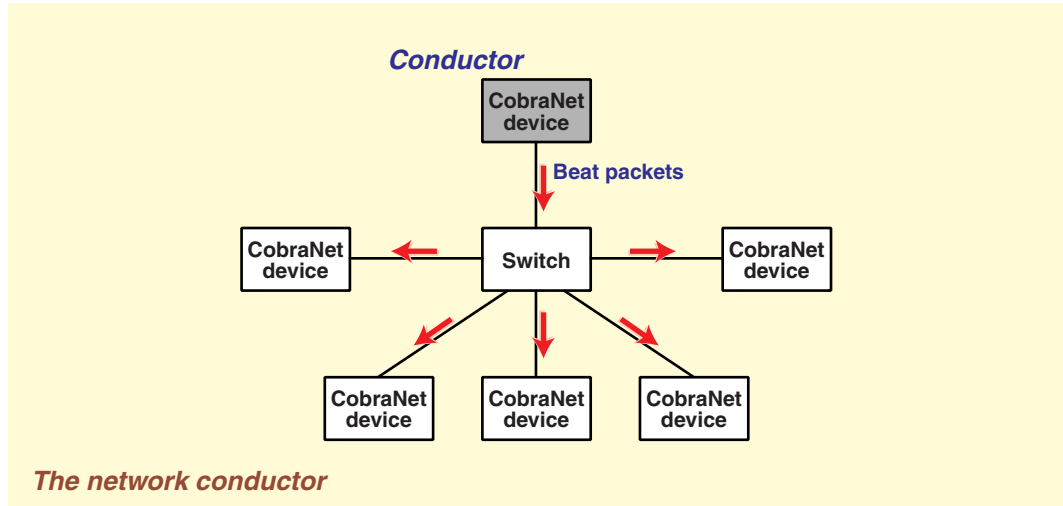 Conductor
CobraNet
device
Beat packets
CobraNet
device
Switch
CobraNet
device
CobraNet
device
CobraNet
device
CobraNet
device
The network conductor